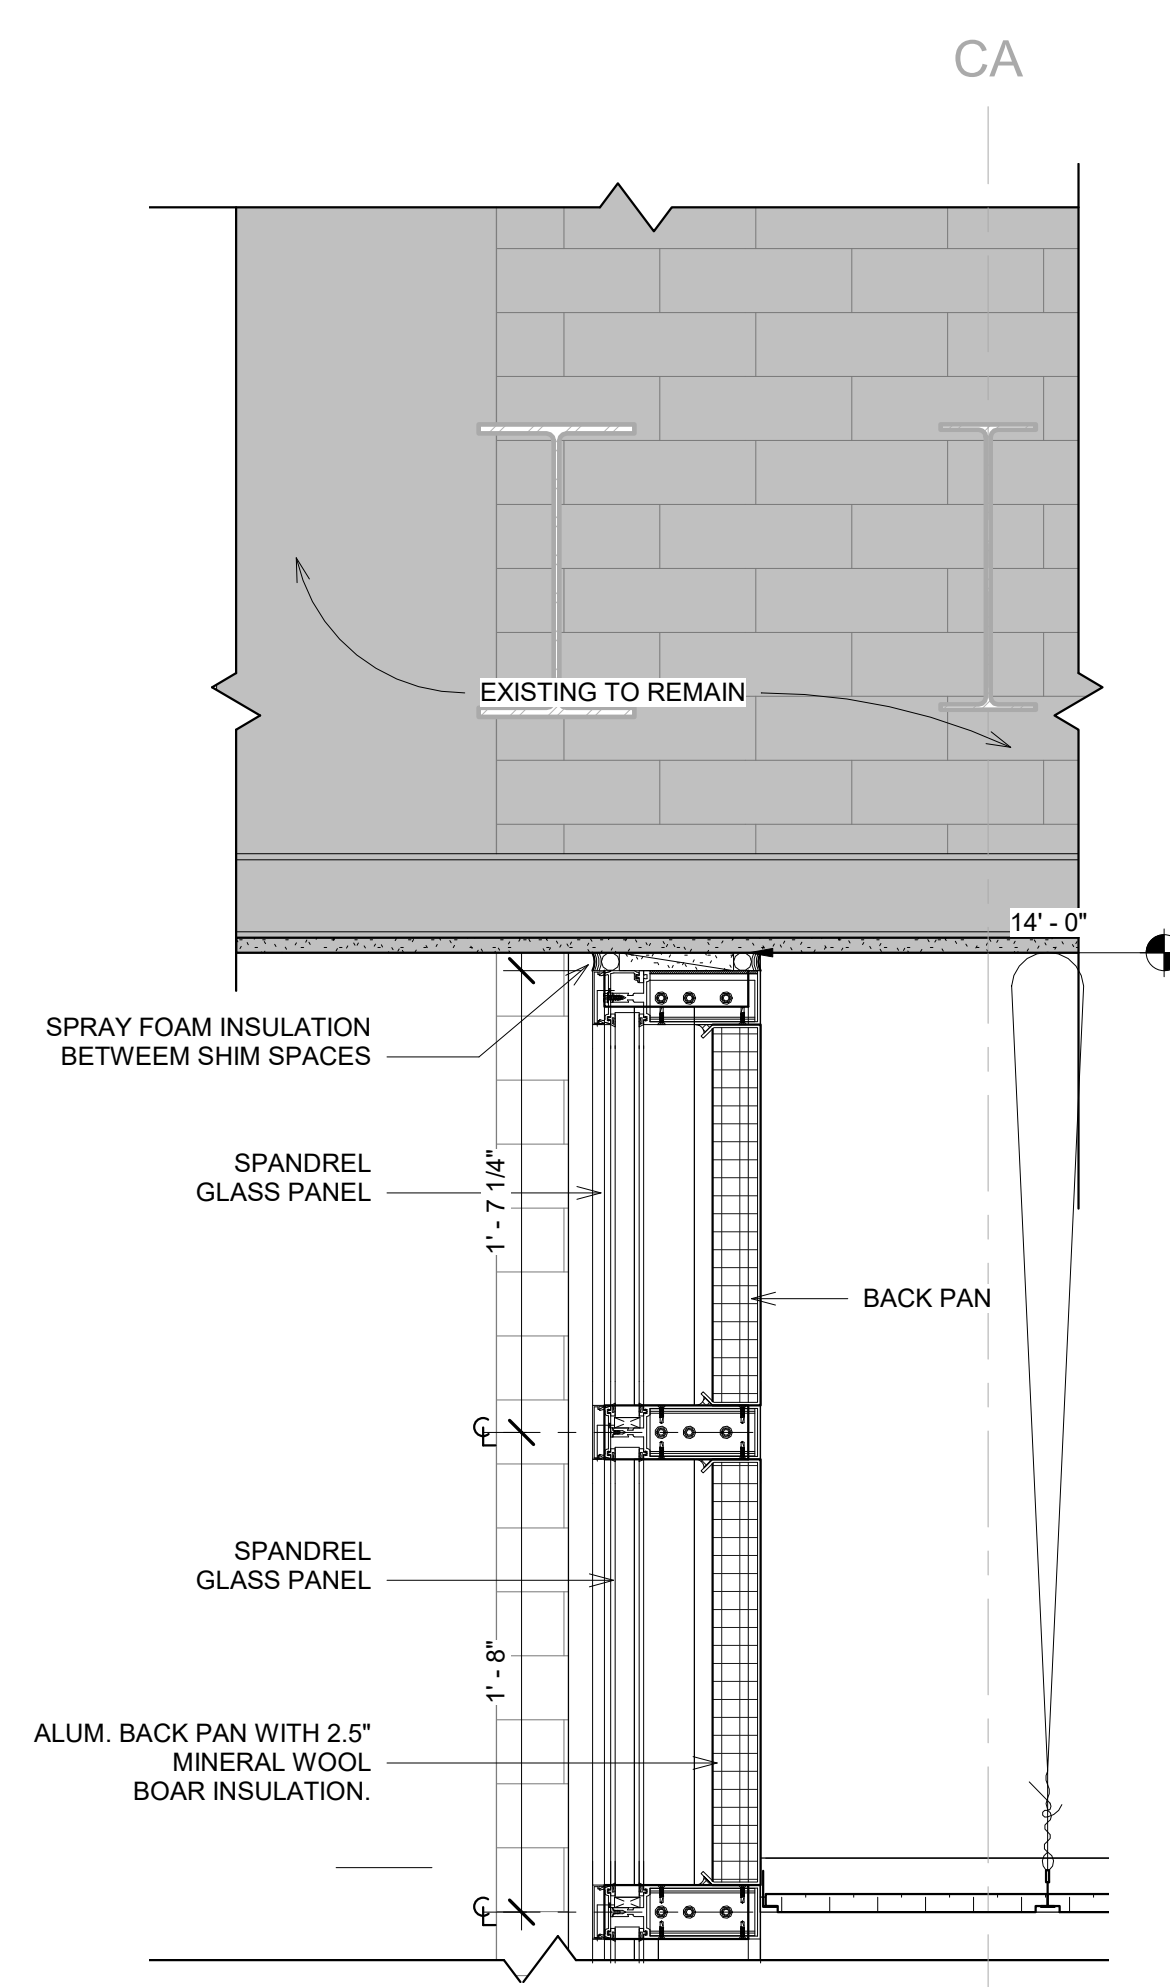 CA
EXISTING TO REMAIN
14' - 0"
SPRAY FOAM INSULATION
BETWEEM SHIM SPACES
SPANDREL
GLASS PANEL
1' - 7 1/4"
BACK PAN
℄
SPANDREL
GLASS PANEL
1' - 8"
ALUM. BACK PAN WITH 2.5"
MINERAL WOOL
BOAR INSULATION.
℄